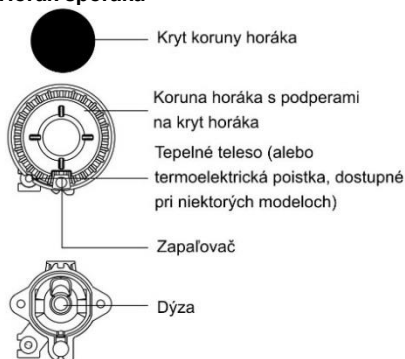 Horák sporáka
Kryt koruny horáka
Koruna horáka s podperami
na kryt horáka
Tepelné teleso (alebo
termoelektrická poistka, dostupné
pri niektorých modeloch)
Zapaľovač
Dýza